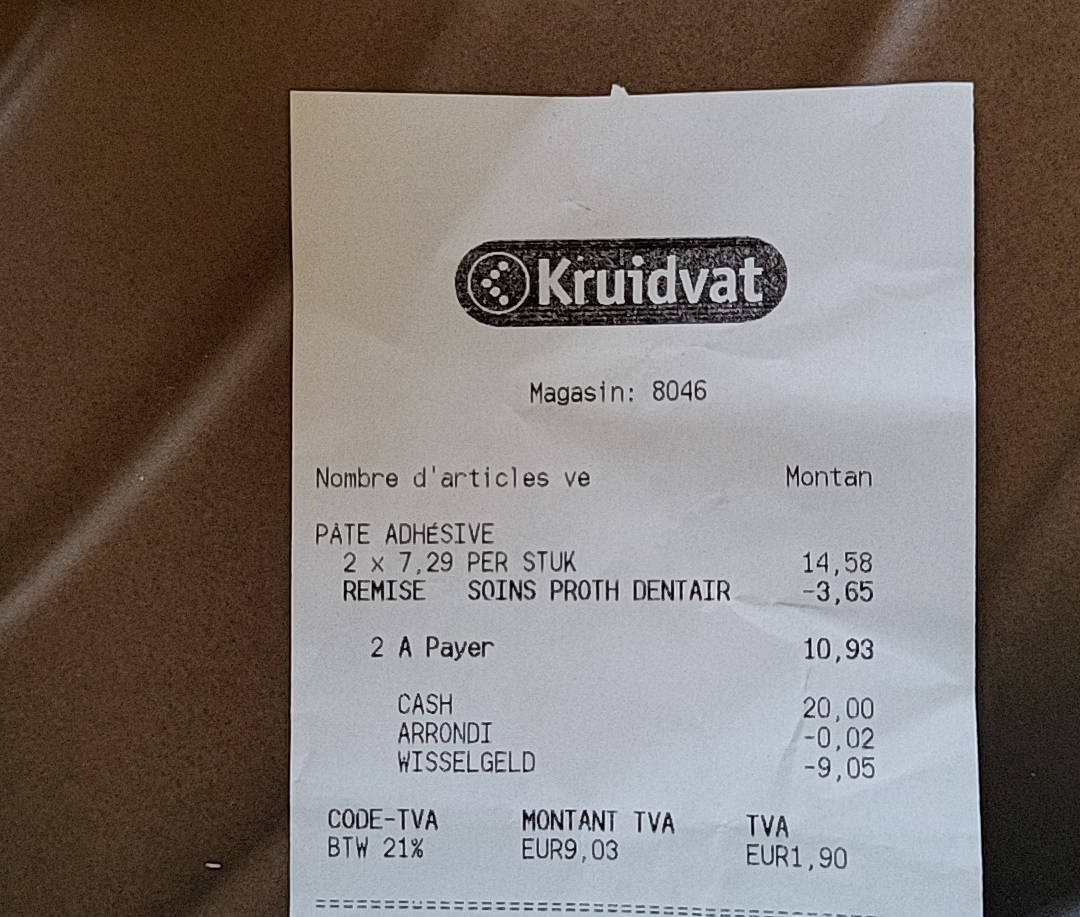 Kruidvat
Magasin: 8046
Nombre d'articles ve Montan
PÀTE ADHÉSIVE
2 x 7,29 PER STUK 14,58
REMISE SOINS PROTH DENTAIR -3,65
2 A Payer 10,93
CASH 20,00
ARRONDI -0,02
WISSELGELD -9,05
CODE-TVA MONTANT TVA TVA
BTW 21% EUR9,03 EUR1,90
========================================